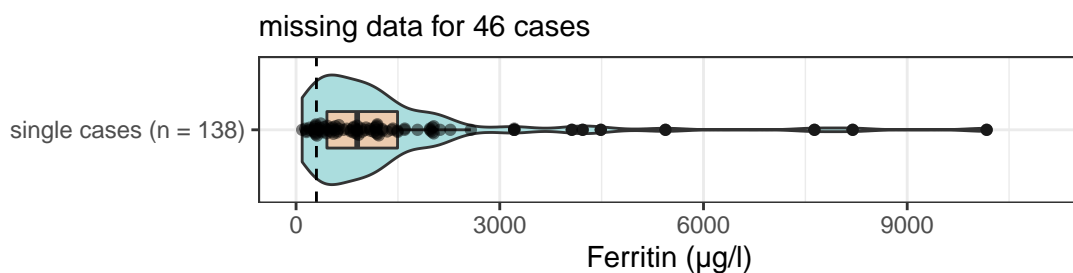 missing data for 46 cases
single cases (n = 138)
0 3000 6000 9000
Ferritin (µg/l)